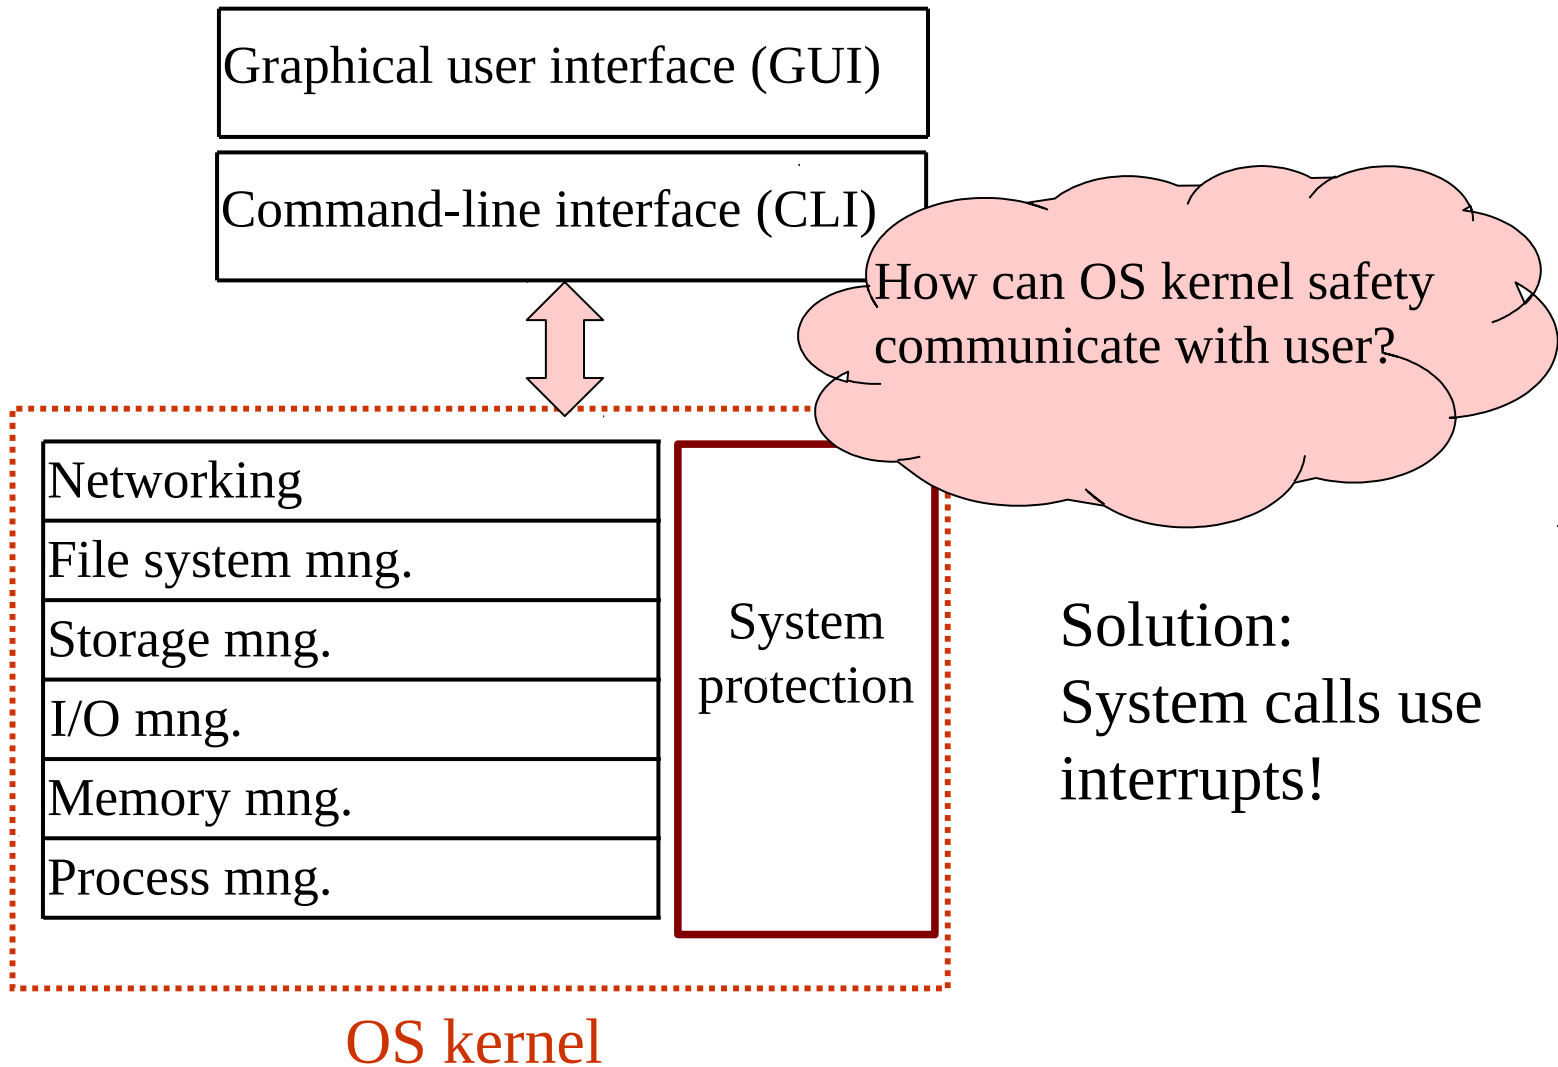 Graphical user interface (GUI)
Command-line interface (CLI)
How can OS kernel safety
communicate with user?
Networking
File system mng.
Storage mng.
I/O mng.
Memory mng.
Process mng.
System
protection
Solution:
System calls use
interrupts!
OS kernel